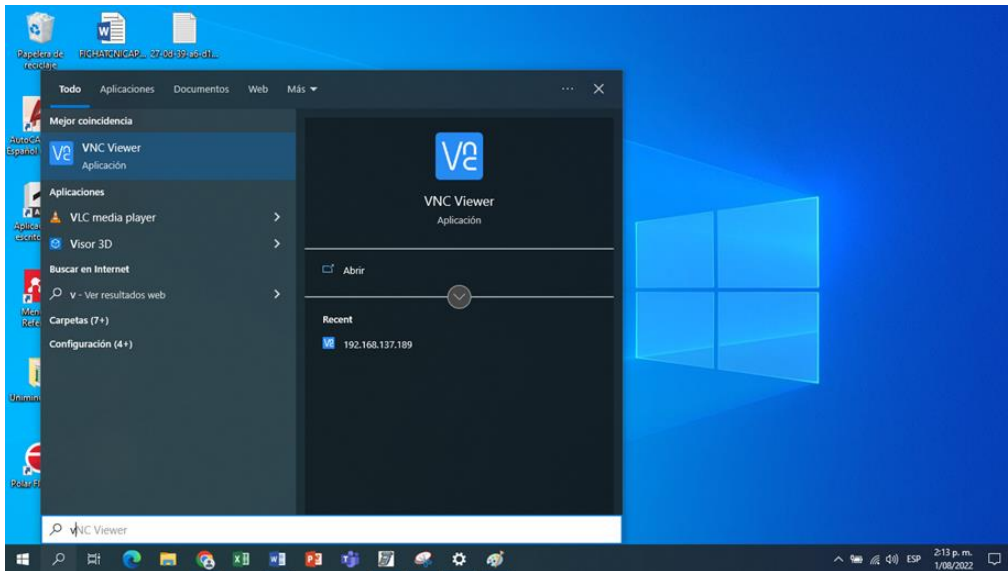 Papelera de
reciclaje
Todo Aplicaciones Documentos Web Más
Mejor coincidencia
VNC Viewer
Aplicación
Aplicaciones
VLC media player
Visor 3D
Buscar en Internet
v - Ver resultados web
Carpetas (7+)
Configuración (4+)
VNC Viewer
Aplicación
Abrir
Recent
192.168.137.189
vNC Viewer
ESP
2:13 p. m.
1/08/2022